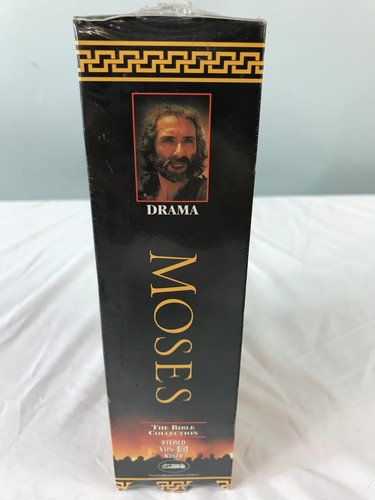 DRAMA
MOSES
THE BIBLE
COLLECTION
STEREO
VHS